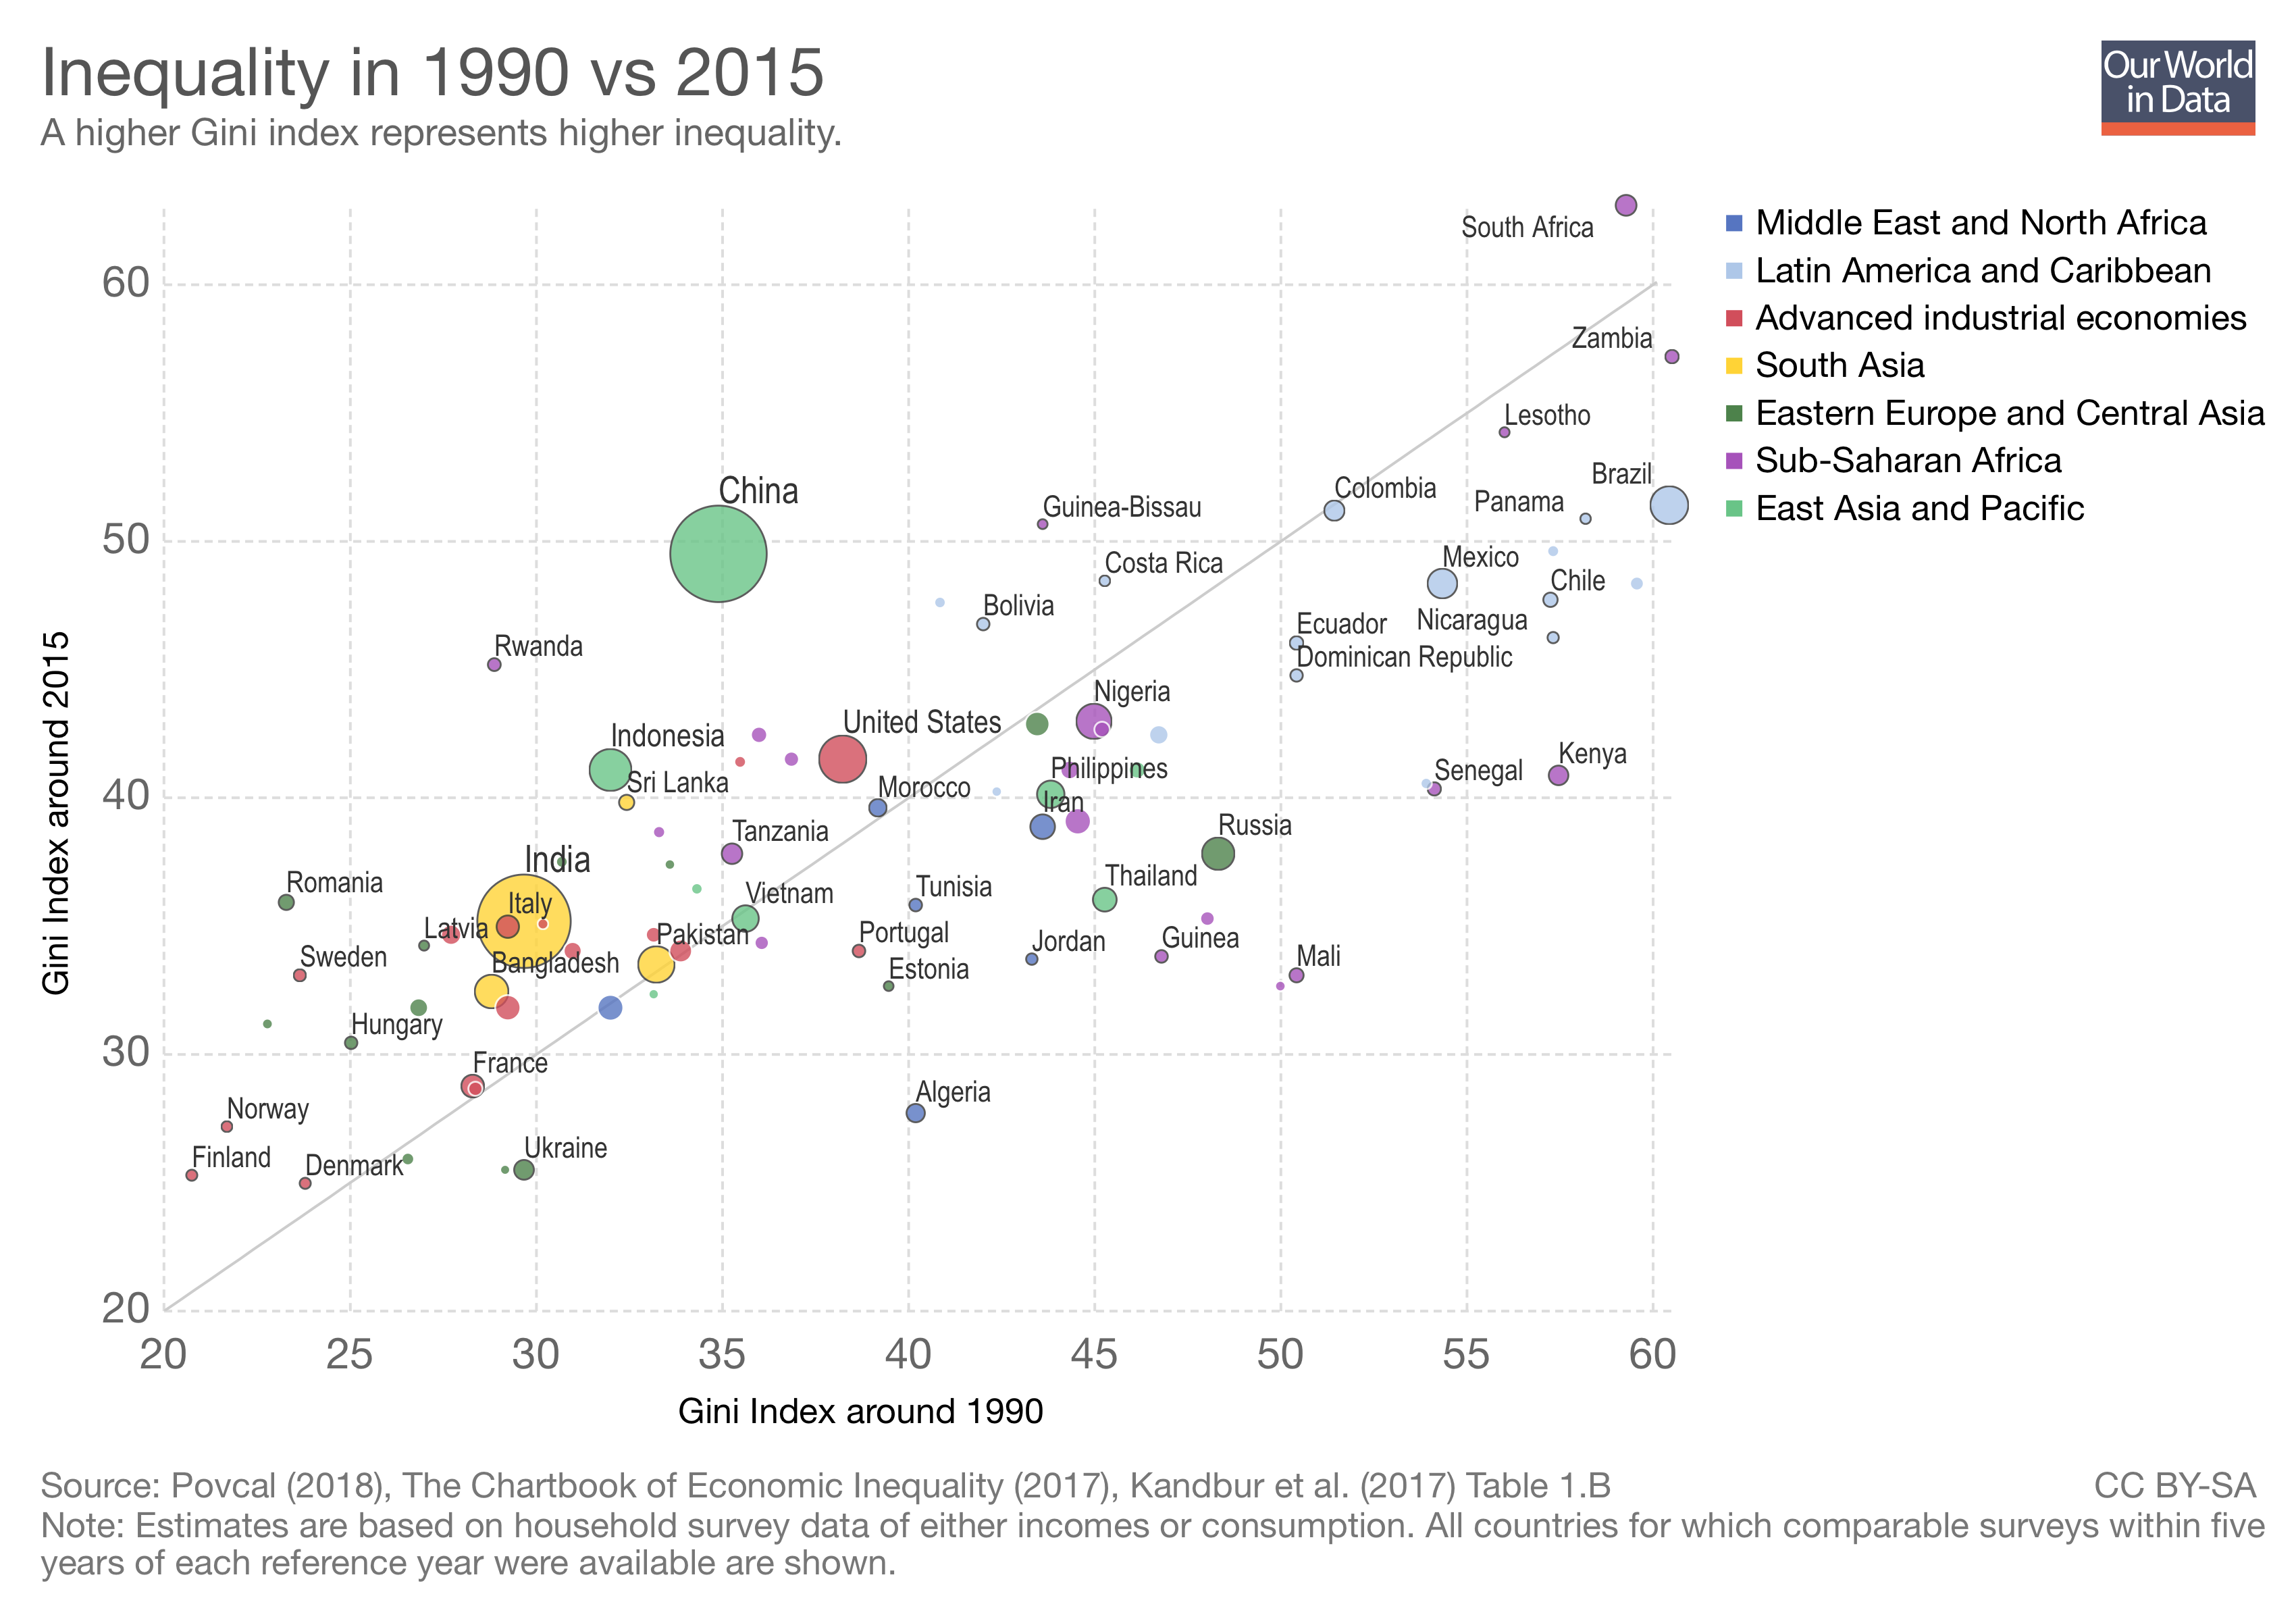 Inequality in 1990 vs 2015
A higher Gini index represents higher inequality.
Our World
in Data
Middle East and North Africa
Latin America and Caribbean
Advanced industrial economies
South Asia
Eastern Europe and Central Asia
Sub-Saharan Africa
East Asia and Pacific
Gini Index around 2015
60
50
40
30
20
South Africa
Zambia
Lesotho
Brazil
Panama
Colombia
China
Guinea-Bissau
Costa Rica
Mexico
Chile
Bolivia
Nicaragua
Ecuador
Rwanda
Dominican Republic
Nigeria
United States
Indonesia
Kenya
Philippines
Senegal
Sri Lanka
Morocco
Iran
Russia
Tanzania
India
Thailand
Romania
Tunisia
Vietnam
Italy
Latvia
Portugal
Pakistan
Guinea
Jordan
Mali
Sweden
Bangladesh
Estonia
Hungary
France
Algeria
Norway
Ukraine
Finland
Denmark
20 25 30 35 40 45 50 55 60
Gini Index around 1990
Source: Povcal (2018), The Chartbook of Economic Inequality (2017), Kandbur et al. (2017) Table 1.B
CC BY-SA
Note: Estimates are based on household survey data of either incomes or consumption. All countries for which comparable surveys within five
years of each reference year were available are shown.